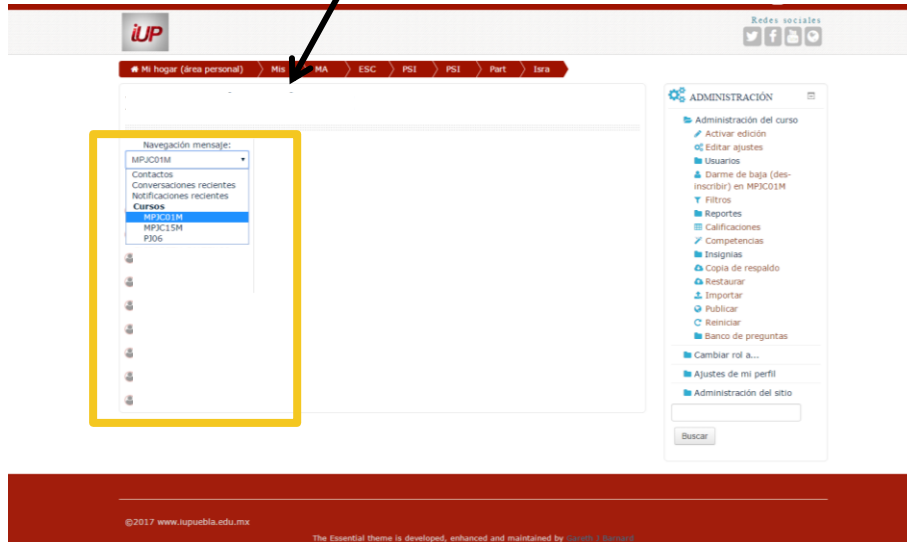 Redes sociales
iUP
Mi hogar (área personal) Mis MA ESC PSI PSI Part Isra
ADMINISTRACIÓN
Administración del curso
Activar edición
Editar ajustes
Usuarios
Darme de baja (des-
inscribir) en MPJC01M
Filtros
Reportes
Calificaciones
Competencias
Insignias
Copia de respaldo
Restaurar
Importar
Publicar
Reiniciar
Banco de preguntas
Cambiar rol a...
Ajustes de mi perfil
Administración del sitio
Buscar
Navegación mensaje:
MPJC01M
Contactos
Conversaciones recientes
Notificaciones recientes
Cursos
MPJC01M
MPJC15M
PJ06
©2017 www.iupuebla.edu.mx
The Essential theme is developed, enhanced and maintained by Gareth J Barnard